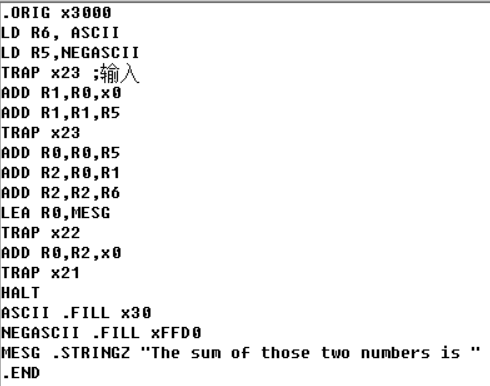 .ORIG x3000
LD R6, ASCII
LD R5,NEGASCII
TRAP x23 ;输入
ADD R1,R0,x0
ADD R1,R1,R5
TRAP x23
ADD R0,R0,R5
ADD R2,R0,R1
ADD R2,R2,R6
LEA R0,MESG
TRAP x22
ADD R0,R2,x0
TRAP x21
HALT
ASCII .FILL x30
NEGASCII .FILL xFFD0
MESG .STRINGZ "The sum of those two numbers is "
.END